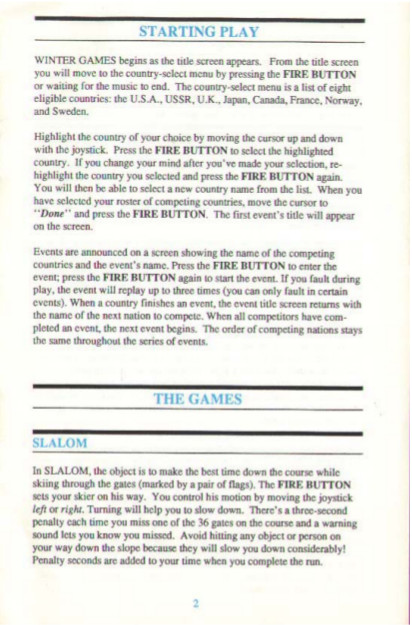 STARTING PLAY
WINTER GAMES begins as the title screen appears. From the title screen
you will move to the country-select menu by pressing the FIRE BUTTON
or waiting for the music to end. The country-select menu is a list of eight
eligible countries: the U.S.A., USSR, U.K., Japan, Canada, France, Norway,
and Sweden.
Highlight the country of your choice by moving the cursor up and down
with the joystick. Press the FIRE BUTTON to select the highlighted
country. If you change your mind after you've made your selection, re-
highlight the country you selected and press the FIRE BUTTON again.
You will then be able to select a new country name from the list. When you
have selected your roster of competing countries, move the cursor to
"Done" and press the FIRE BUTTON. The first event's title will appear
on the screen.
Events are announced on a screen showing the name of the competing
countries and the event's name. Press the FIRE BUTTON to enter the
event; press the FIRE BUTTON again to start the event. If you fault during
play, the event will replay up to three times (you can only fault in certain
events). When a country finishes an event, the event title screen returns with
the name of the next nation to compete. When all competitors have com-
pleted an event, the next event begins. The order of competing nations stays
the same throughout the series of events.
THE GAMES
SLALOM
In SLALOM, the object is to make the best time down the course while
skiing through the gates (marked by a pair of flags). The FIRE BUTTON
sets your skier on his way. You control his motion by moving the joystick
left or right. Turning will help you to slow down. There's a three-second
penalty each time you miss one of the 36 gates on the course and a warning
sound lets you know you missed. Avoid hitting any object or person on
your way down the slope because they will slow you down considerably!
Penalty seconds are added to your time when you complete the run.
2